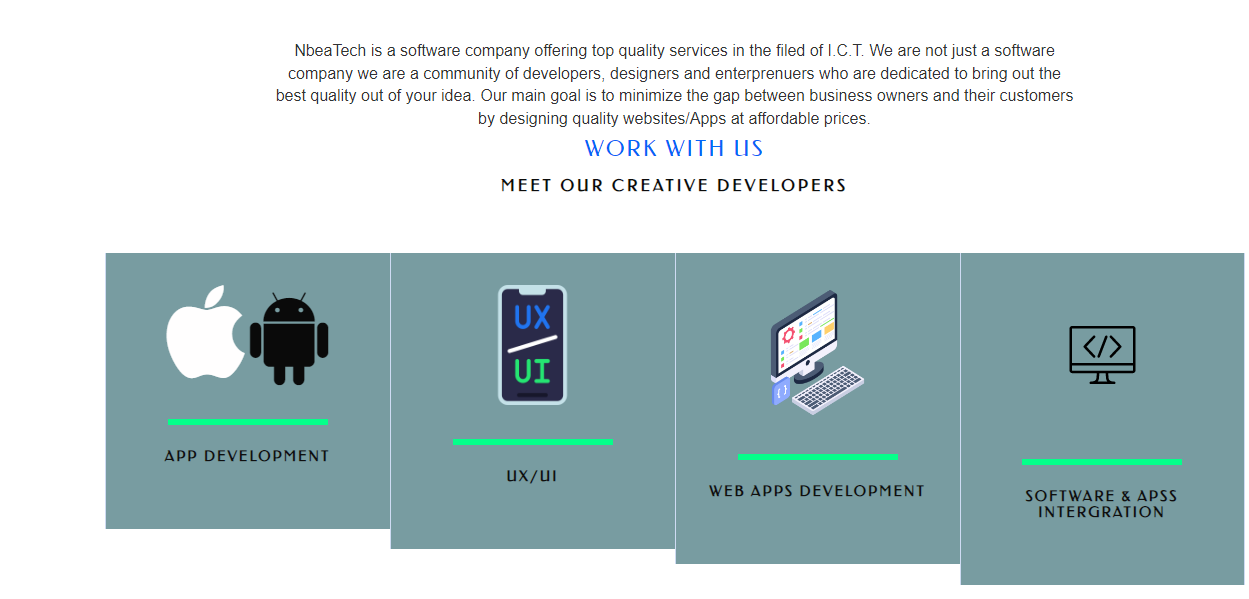 NbeaTech is a software company offering top quality services in the filed of I.C.T. We are not just a software
company we are a community of developers, designers and enterprenuers who are dedicated to bring out the
best quality out of your idea. Our main goal is to minimize the gap between business owners and their customers
by designing quality websites/Apps at affordable prices.
WORK WITH US
MEET OUR CREATIVE DEVELOPERS
UX
UI
</>
{ }
APP DEVELOPMENT
UX/UI
WEB APPS DEVELOPMENT
SOFTWARE & APSS
INTERGRATION